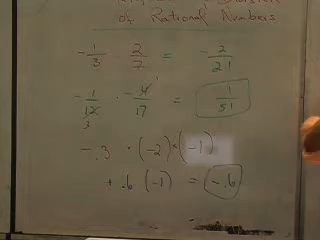 of Rational Numbers
-1/3 2/7 = -2/21
-1/12 · -4/17 = 1/51
-.3 · (-2) · (-1)
+ .6 (-1) = -.6